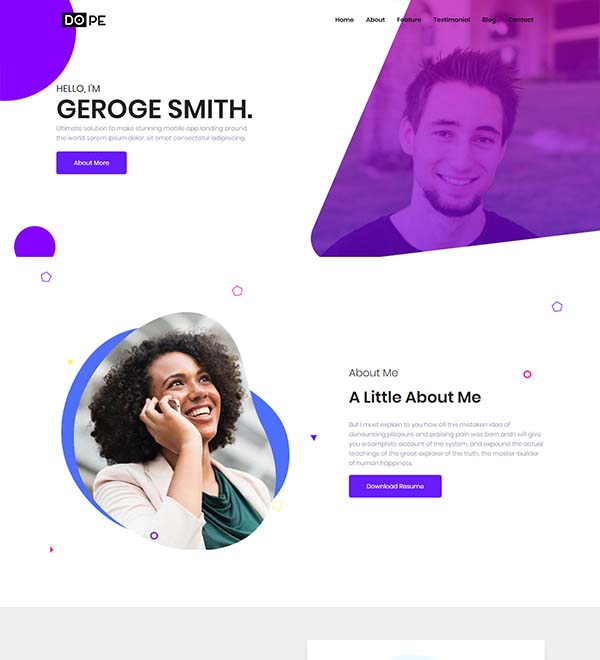 DOPE
Home About Feature Testimonial Blog Contact
HELLO, I'M
GEROGE SMITH.
Ultimate solution to make stunning mobile app landing around
the world. Lorem ipsum dolor, sit amet consectetur adipisicing.
About More
About Me
A Little About Me
But I must explain to you how all this mistaken idea of
denouncing pleasure and praising pain was born and I will give
you a complete account of the system, and expound the actual
teachings of the great explorer of the truth, the master-builder
of human happiness.
Download Resume